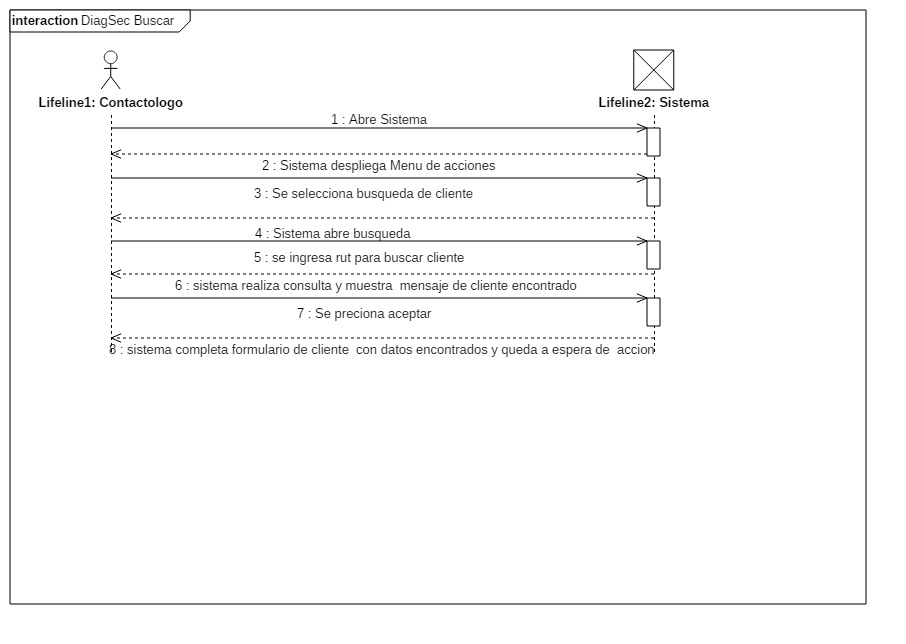 interaction DiagSec Buscar
Lifeline1: Contactologo
Lifeline2: Sistema
1 : Abre Sistema
2 : Sistema despliega Menu de acciones
3 : Se selecciona busqueda de cliente
4 : Sistema abre busqueda
5 : se ingresa rut para buscar cliente
6 : sistema realiza consulta y muestra  mensaje de cliente encontrado
7 : Se preciona aceptar
8 : sistema completa formulario de cliente  con datos encontrados y queda a espera de  accion